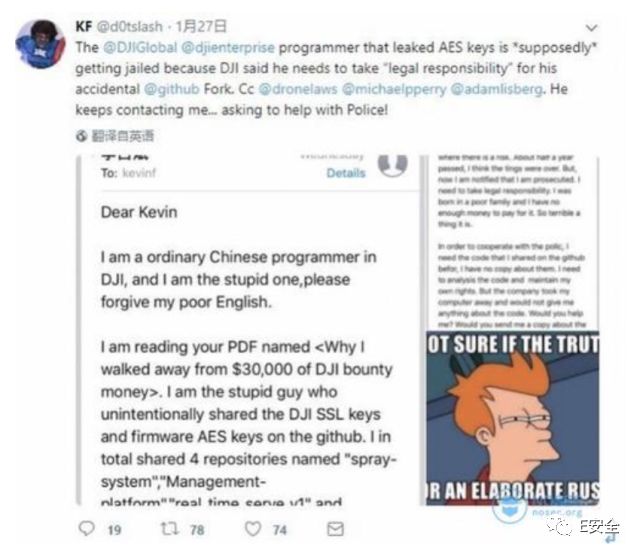 KF @d0tslash · 1月27日
The @DJIGlobal @djienterprise programmer that leaked AES keys is *supposedly*
getting jailed because DJI said he needs to take "legal responsibility" for his
accidental @github Fork. Cc @dronelaws @michaelpperry @adamlisberg. He
keeps contacting me... asking to help with Police!
翻译自英语
Wednesday
To: kevinf
Details
Dear Kevin
I am a ordinary Chinese programmer in
DJI, and I am the stupid one,please
forgive my poor English.
I am reading your PDF named <Why I
walked away from $30,000 of DJI bounty
money>. I am the stupid guy who
unintentionally shared the DJI SSL keys
and firmware AES keys on the github. I in
total shared 4 repositories named "spray-
system","Management-
platform""real_time_serve_v1" and
where there is a risk. About half a year
passed, I think the tings were over. But,
now I am notified that I am prosecuted. I
need to take legal responsibility. I was
born in a poor family and I have no
enough money to pay for it. So terrible a
thing it is.
In order to cooperate with the polic, I
need the code that I shared on the github
befor, I have no copy about them. I need
to analysis the code and maintain my
own rights. But the company took my
computer away and would not give me
anything about the code. Would you help
me? Would you send me a copy about the
OT SURE IF THE TRUT
R AN ELABORATE RUS
nosec.org
E安全
19
78
74